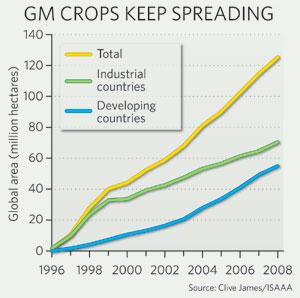 GM CROPS KEEP SPREADING
Global area (million hectares)
140
120
100
80
60
40
20
0
Total
Industrial
countries
Developing
countries
1996 1998 2000 2002 2004 2006 2008
Source: Clive James/ISAAA